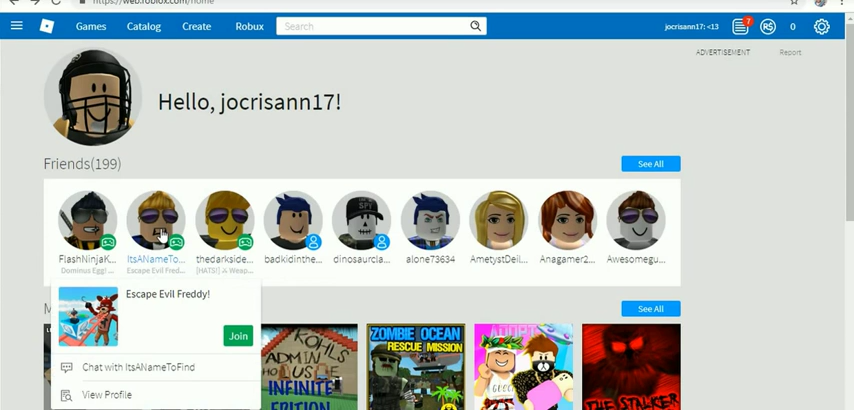 https://web.roblox.com/home
Games Catalog Create Robux Search jocrisann17: <13 7 R$ 0
ADVERTISEMENT Report
Hello, jocrisann17!
Friends(199) See All
FlashNinjaK... ItsANameTo... thedarkside... badkidinthe... dinosaurcla... alone73634 AmetystDeil... Anagamer2... Awesomegu...
Dominus Egg! ... Escape Evil Fred... [HATS!] ⚔ Weap...
Escape Evil Freddy!
Join
See All
Chat with ItsANameToFind
View Profile
KOHLS
ADMIN
HOUSE
INFINITE
EDITION
ZOMBIE OCEAN
RESCUE MISSION
ADOPT
THE STALKER